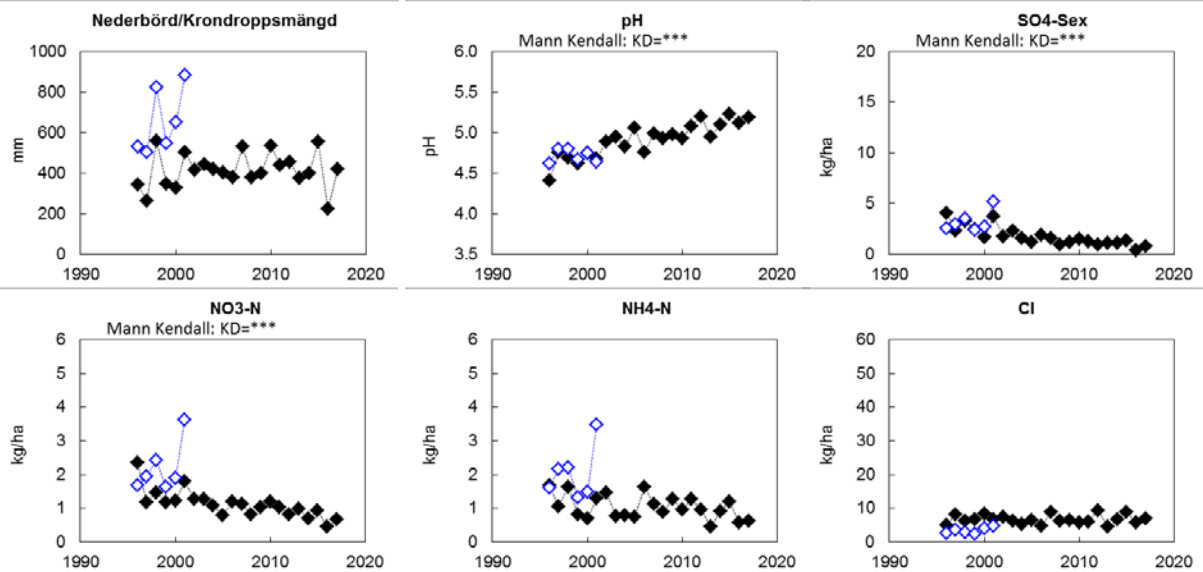 Nederbörd/Krondroppsmängd
1000
800
600
400
200
0
mm
1990 2000 2010 2020
pH
Mann Kendall: KD=***
6.0
5.5
5.0
4.5
4.0
3.5
pH
1990 2000 2010 2020
SO4-Sex
Mann Kendall: KD=***
20
15
10
5
0
kg/ha
1990 2000 2010 2020
NO3-N
Mann Kendall: KD=***
6
5
4
3
2
1
0
kg/ha
1990 2000 2010 2020
NH4-N
6
5
4
3
2
1
0
kg/ha
1990 2000 2010 2020
Cl
60
50
40
30
20
10
0
kg/ha
1990 2000 2010 2020